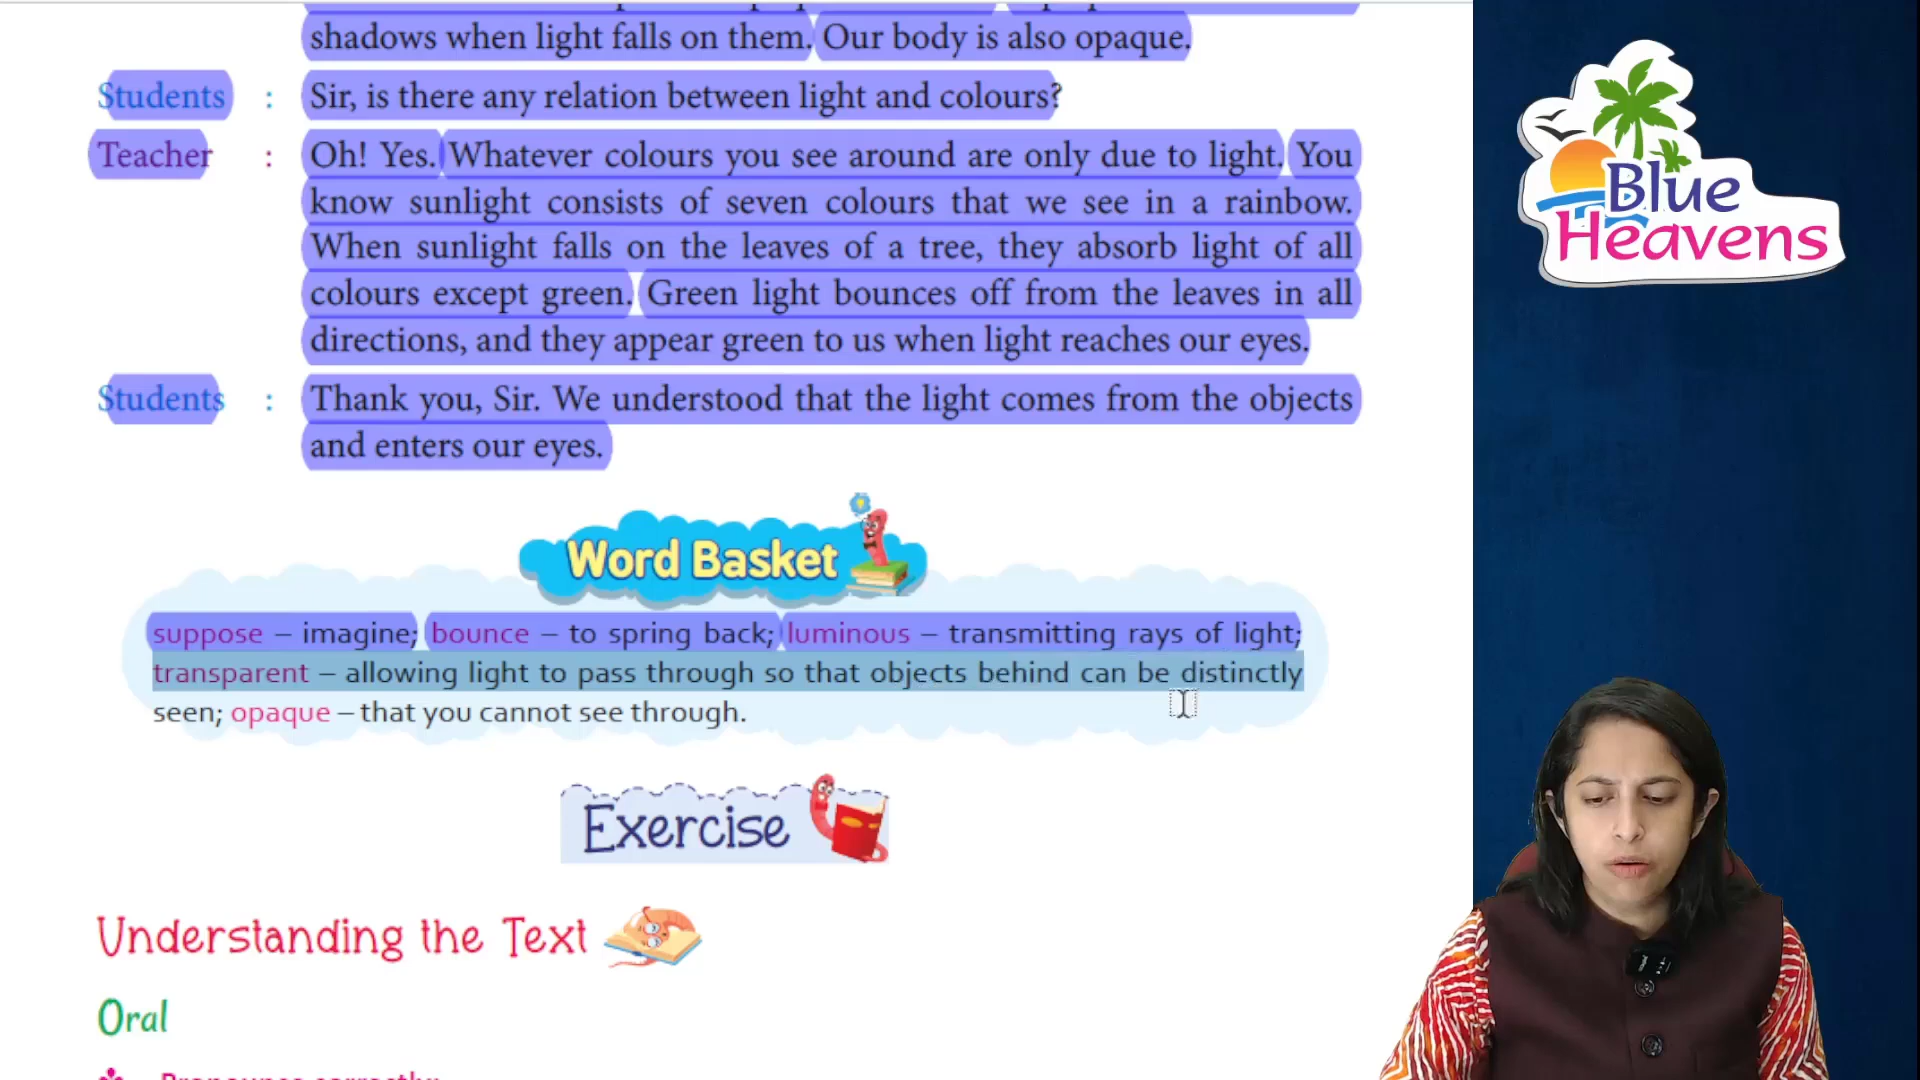 shadows when light falls on them. Our body is also opaque.
Students : Sir, is there any relation between light and colours?
Teacher : Oh! Yes. Whatever colours you see around are only due to light. You
know sunlight consists of seven colours that we see in a rainbow.
When sunlight falls on the leaves of a tree, they absorb light of all
colours except green. Green light bounces off from the leaves in all
directions, and they appear green to us when light reaches our eyes.
Students : Thank you, Sir. We understood that the light comes from the objects
and enters our eyes.
Word Basket
suppose – imagine; bounce – to spring back; luminous – transmitting rays of light;
transparent – allowing light to pass through so that objects behind can be distinctly
seen; opaque – that you cannot see through.
Exercise
Understanding the Text
Oral
Pronounce correctly:
Blue
Heavens